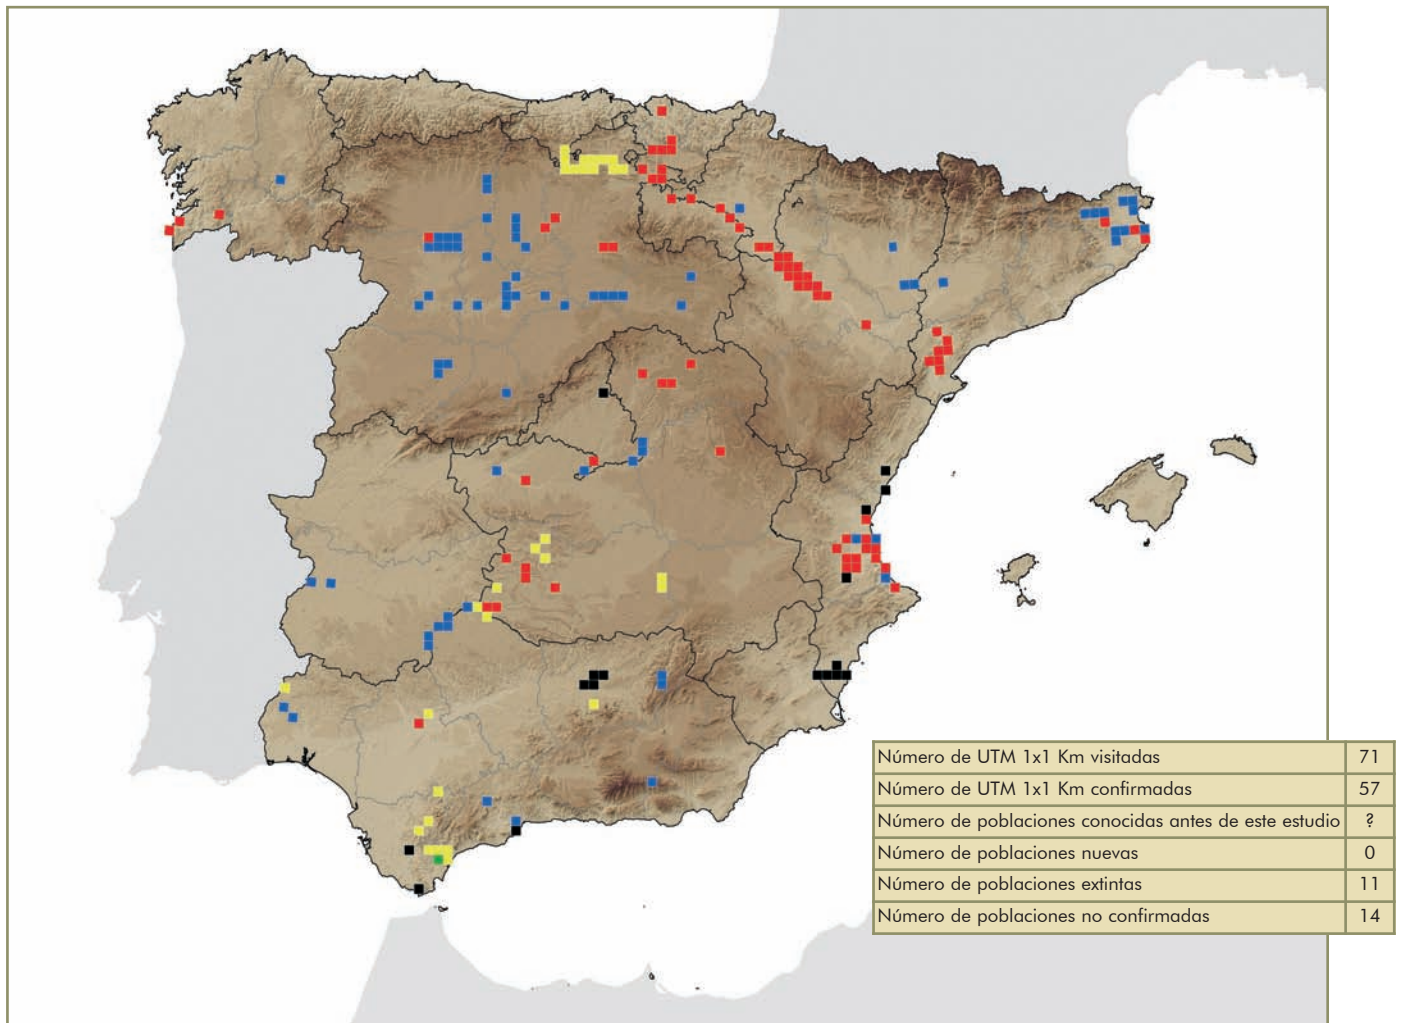 Número de UTM 1x1 Km visitadas 71
Número de UTM 1x1 Km confirmadas 57
Número de poblaciones conocidas antes de este estudio ?
Número de poblaciones nuevas 0
Número de poblaciones extintas 11
Número de poblaciones no confirmadas 14